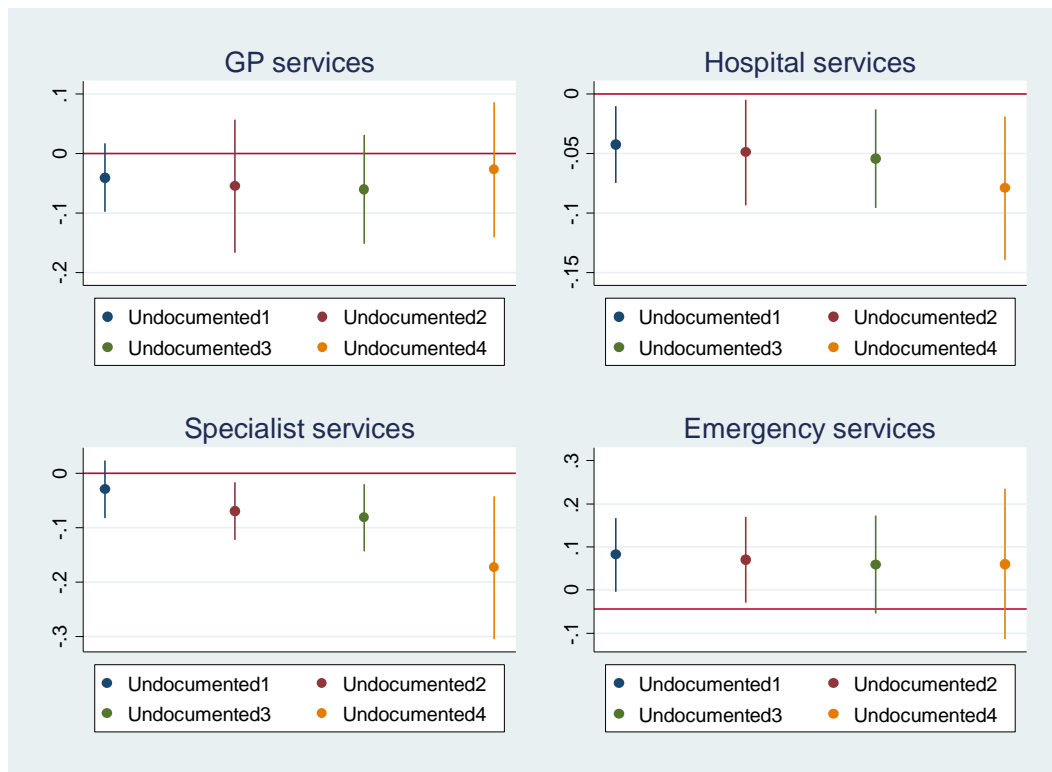 GP services
.1
0
-.1
-.2
Undocumented1 Undocumented2
Undocumented3 Undocumented4
Hospital services
0
-.05
-.1
-.15
Undocumented1 Undocumented2
Undocumented3 Undocumented4
Specialist services
0
-.1
-.2
-.3
Undocumented1 Undocumented2
Undocumented3 Undocumented4
Emergency services
.3
.2
.1
0
-.1
Undocumented1 Undocumented2
Undocumented3 Undocumented4